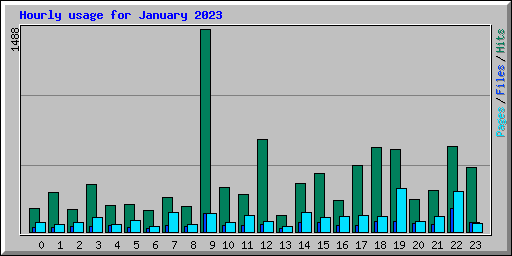 Hourly usage for January 2023
1488
Pages/Files/Hits
0 1 2 3 4 5 6 7 8 9 10 11 12 13 14 15 16 17 18 19 20 21 22 23